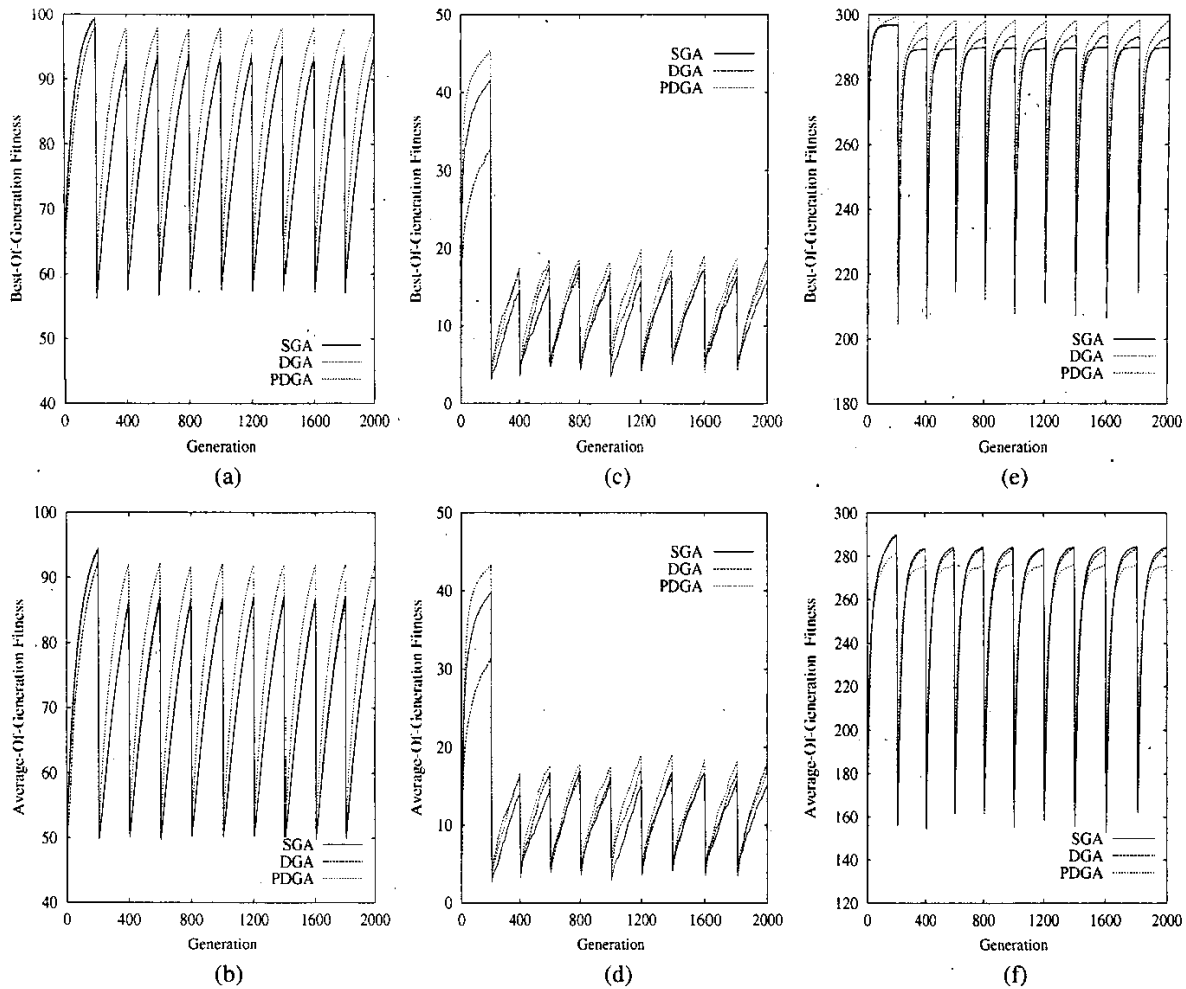 100
90
80
70
60
50
40
Best-Of-Generation Fitness
SGA
DGA
PDGA
0 400 800 1200 1600 2000
Generation
(a)
50
40
30
20
10
0
Best-Of-Generation Fitness
SGA
DGA
PDGA
0 400 800 1200 1600 2000
Generation
(c)
300
280
260
240
220
200
180
Best-Of-Generation Fitness
SGA
DGA
PDGA
0 400 800 1200 1600 2000
Generation
(e)
100
90
80
70
60
50
40
Average-Of-Generation Fitness
SGA
DGA
PDGA
0 400 800 1200 1600 2000
Generation
(b)
50
40
30
20
10
0
Average-Of-Generation Fitness
SGA
DGA
PDGA
0 400 800 1200 1600 2000
Generation
(d)
300
280
260
240
220
200
180
160
140
120
Average-Of-Generation Fitness
SGA
DGA
PDGA
0 400 800 1200 1600 2000
Generation
(f)